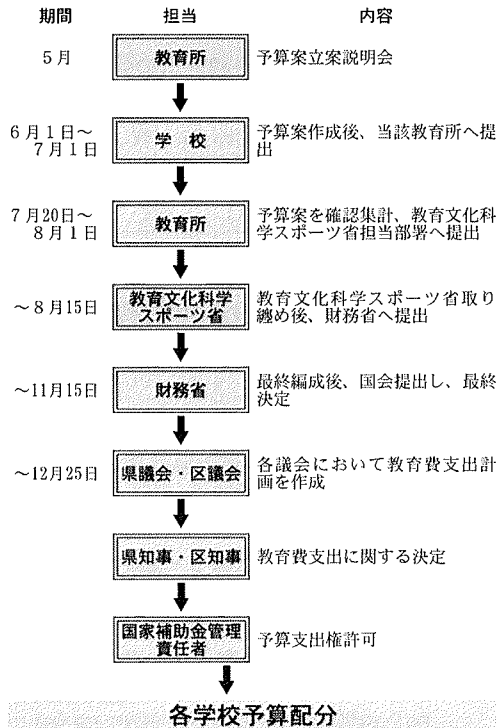 期間 担当 内容
5月 教育所 予算案立案説明会
6月1日～
7月1日
学 校
予算案作成後、当該教育所へ提
出
7月20日～
8月1日
教育所
予算案を確認集計、教育文化科
学スポーツ省担当部署へ提出
～8月15日
教育文化科学
スポーツ省
教育文化科学スポーツ省取り
纏め後、財務省へ提出
～11月15日
財務省
最終編成後、国会提出し、最終
決定
～12月25日
県議会・区議会
各議会において教育費支出計
画を作成
県知事・区知事 教育費支出に関する決定
国家補助金管理
責任者
予算支出権許可
各学校予算配分